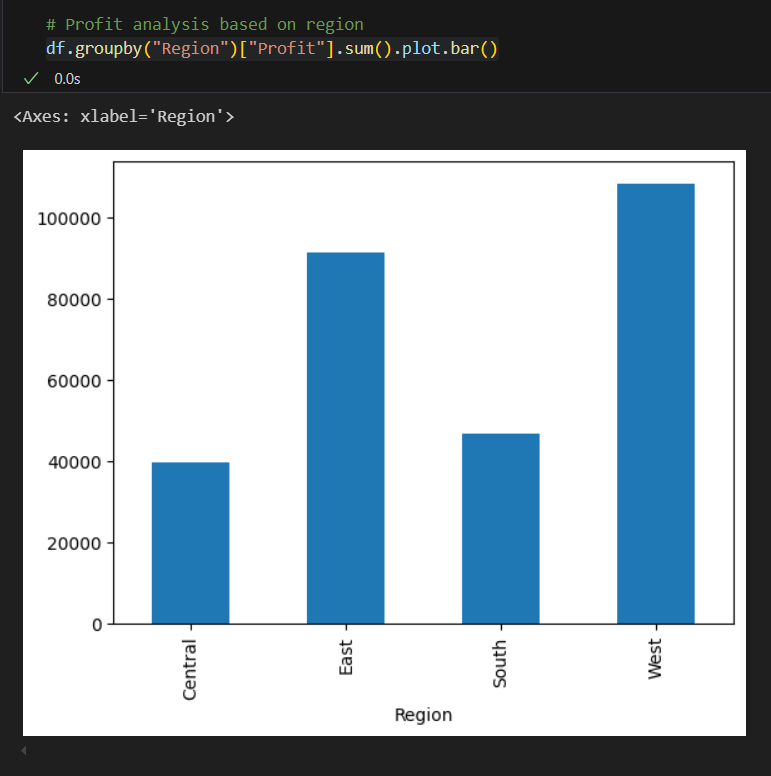 # Profit analysis based on region
df.groupby("Region")["Profit"].sum().plot.bar()
0.0s
<Axes: xlabel='Region'>
100000
80000
60000
40000
20000
0
Central
East
South
West
Region